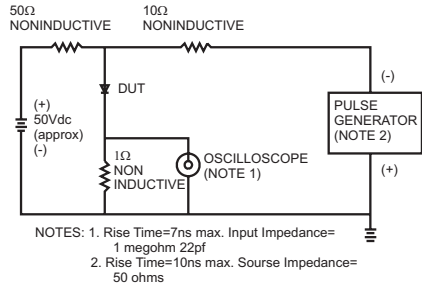 50Ω
NONINDUCTIVE
10Ω
NONINDUCTIVE
(+)
50Vdc
(approx)
(-)
DUT
1Ω
NON
INDUCTIVE
OSCILLOSCOPE
(NOTE 1)
(-)
PULSE
GENERATOR
(NOTE 2)
(+)
NOTES: 1. Rise Time=7ns max. Input Impedance=
1 megohm 22pf
2. Rise Time=10ns max. Sourse Impedance=
50 ohms